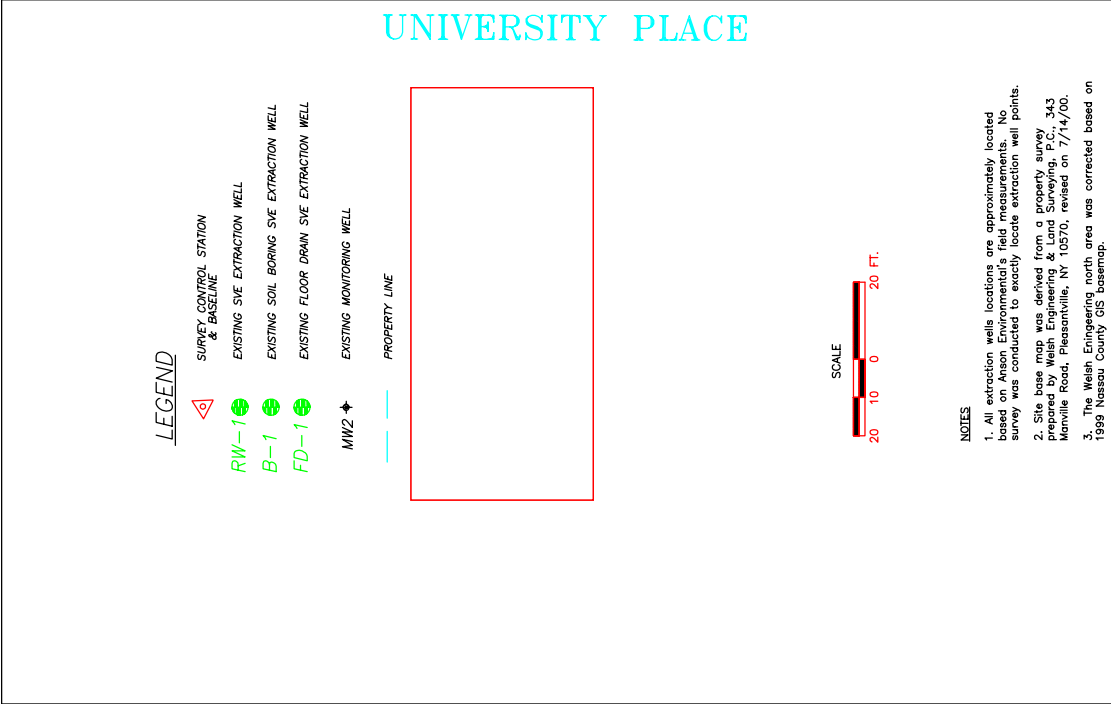 UNIVERSITY PLACE
LEGEND
SURVEY CONTROL STATION
& BASELINE
RW-1 EXISTING SVE EXTRACTION WELL
B-1 EXISTING SOIL BORING SVE EXTRACTION WELL
FD-1 EXISTING FLOOR DRAIN SVE EXTRACTION WELL
MW2 EXISTING MONITORING WELL
PROPERTY LINE
SCALE
20 10 0 20 FT.
NOTES
1. All extraction wells locations are approximately located
based on Anson Environmental's field measurements. No
survey was conducted to exactly locate extraction well points.
2. Site base map was derived from a property survey
prepared by Welsh Engineering & Land Surveying, P.C., 343
Manville Road, Pleasantville, NY 10570, revised on 7/14/00.
3. The Welsh Eningeering north area was corrected based on
1999 Nassau County GIS basemap.